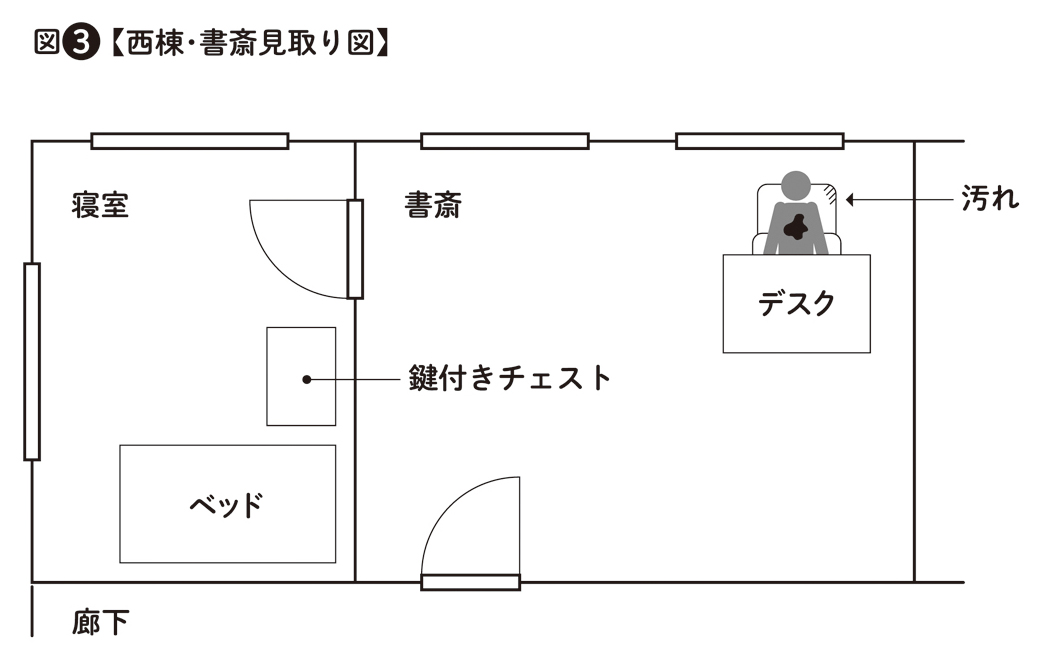 図❸【西棟・書斎見取り図】
寝室
書斎
汚れ
デスク
鍵付きチェスト
ベッド
廊下